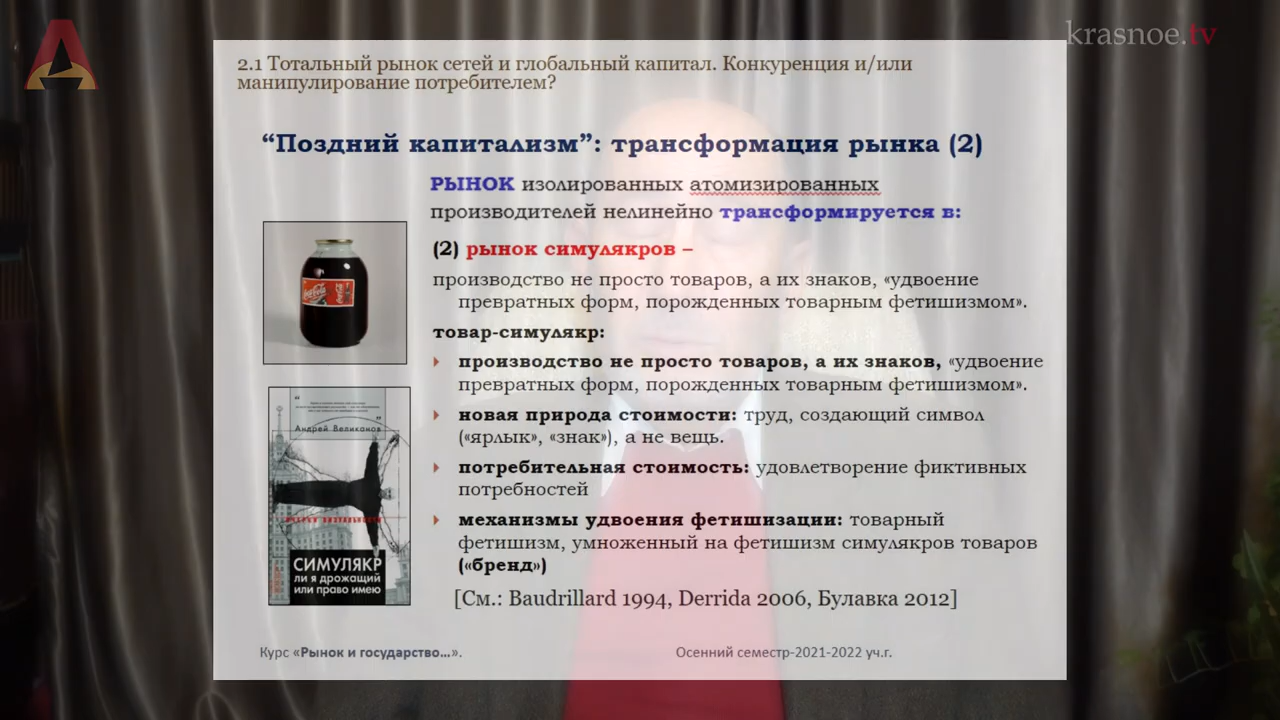 krasnoe.tv
2.1 Тотальный рынок сетей и глобальный капитал. Конкуренция и/или
манипулирование потребителем?
“Поздний капитализм”: трансформация рынка (2)
РЫНОК изолированных атомизированных
производителей нелинейно трансформируется в:
(2) рынок симулякров –
производство не просто товаров, а их знаков, «удвоение
превратных форм, порожденных товарным фетишизмом».
товар-симулякр:
производство не просто товаров, а их знаков, «удвоение
превратных форм, порожденных товарным фетишизмом».
новая природа стоимости: труд, создающий символ
(«ярлык», «знак»), а не вещь.
потребительная стоимость: удовлетворение фиктивных
потребностей
механизмы удвоения фетишизации: товарный
фетишизм, умноженный на фетишизм симулякров товаров
(«бренд»)
[См.: Baudrillard 1994, Derrida 2006, Булавка 2012]
Coca-Cola
Андрей Великанов
СИМУЛЯКР
ли я дрожащий
или право имею
Курс «Рынок и государство...».
Осенний семестр-2021-2022 уч.г.